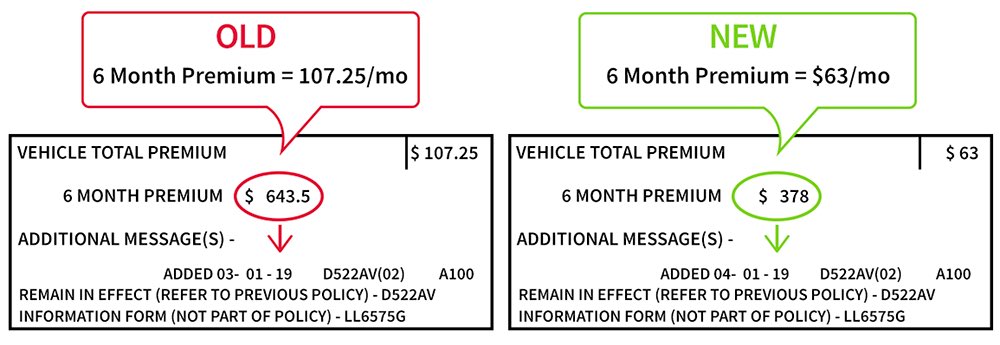 OLD
6 Month Premium = 107.25/mo
VEHICLE TOTAL PREMIUM $ 107.25
6 MONTH PREMIUM $ 643.5
ADDITIONAL MESSAGE(S) -
ADDED 03- 01 - 19 D522AV(02) A100
REMAIN IN EFFECT (REFER TO PREVIOUS POLICY) - D522AV
INFORMATION FORM (NOT PART OF POLICY) - LL6575G
NEW
6 Month Premium = $63/mo
VEHICLE TOTAL PREMIUM $ 63
6 MONTH PREMIUM $ 378
ADDITIONAL MESSAGE(S) -
ADDED 04- 01 - 19 D522AV(02) A100
REMAIN IN EFFECT (REFER TO PREVIOUS POLICY) - D522AV
INFORMATION FORM (NOT PART OF POLICY) - LL6575G